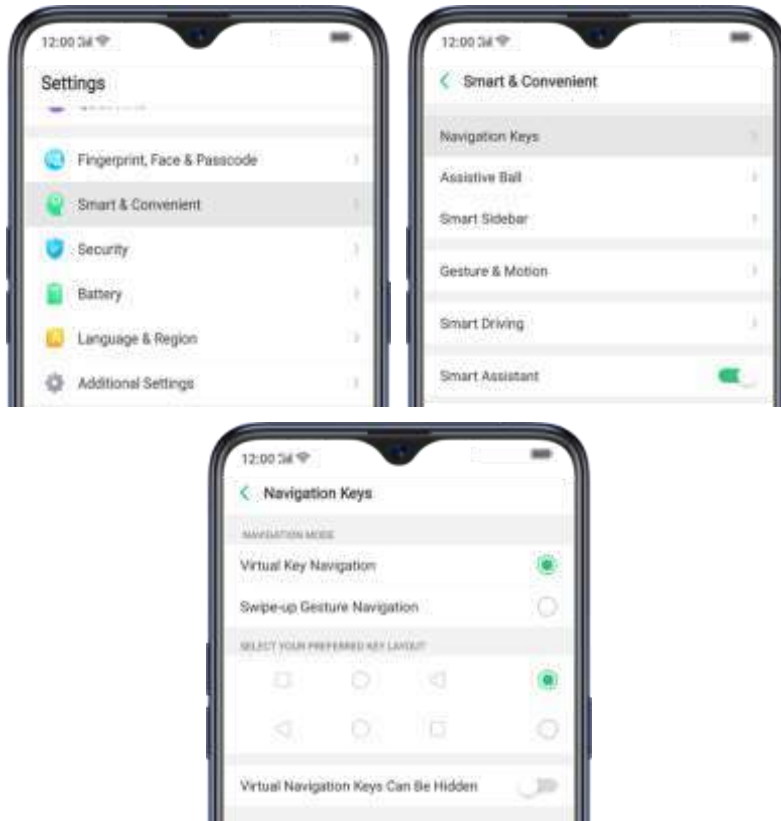 12:00
Settings
Fingerprint, Face & Passcode
Smart & Convenient
Security
Battery
Language & Region
Additional Settings
12:00
Smart & Convenient
Navigation Keys
Assistive Ball
Smart Sidebar
Gesture & Motion
Smart Driving
Smart Assistant
12:00
Navigation Keys
NAVIGATION MODE
Virtual Key Navigation
Swipe-up Gesture Navigation
SELECT YOUR PREFERRED KEY LAYOUT
Virtual Navigation Keys Can Be Hidden